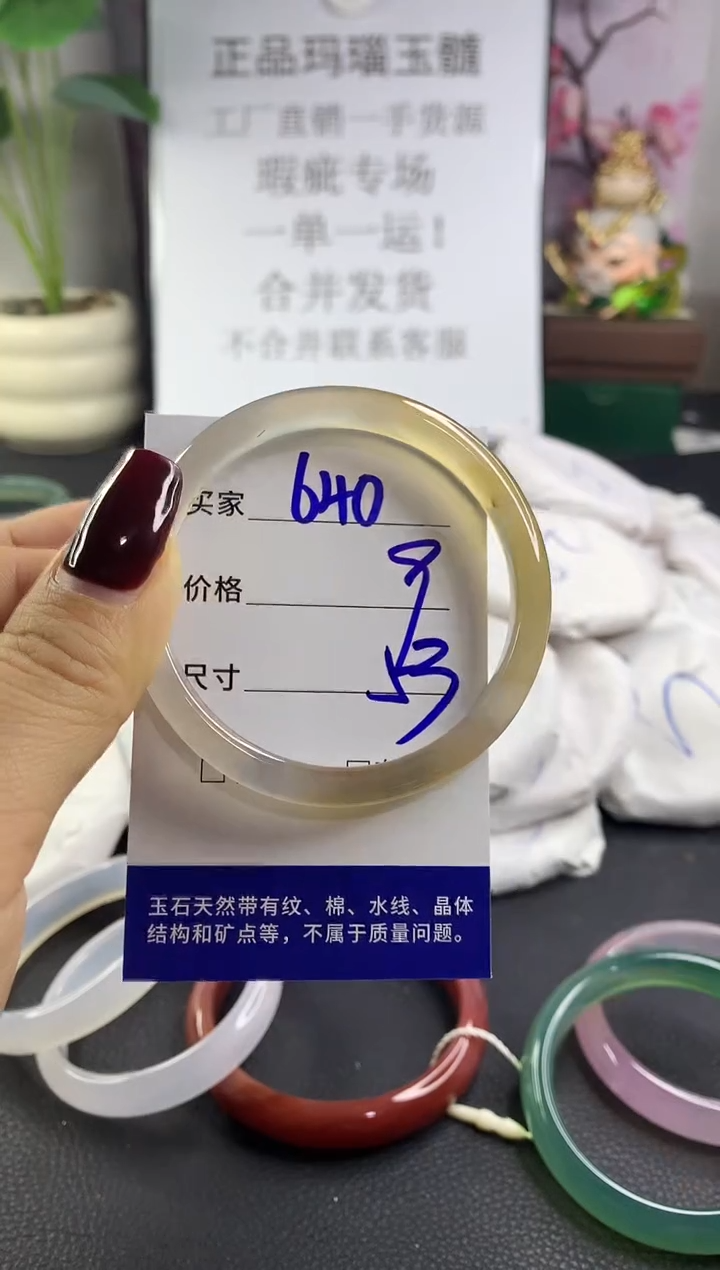 正品玛瑙玉髓
工厂直销一手货源
瑕疵专场
一单一运!
合并发货
不合并联系客服
买家 640
价格
尺寸
玉石天然带有纹、棉、水线、晶体
结构和矿点等，不属于质量问题。